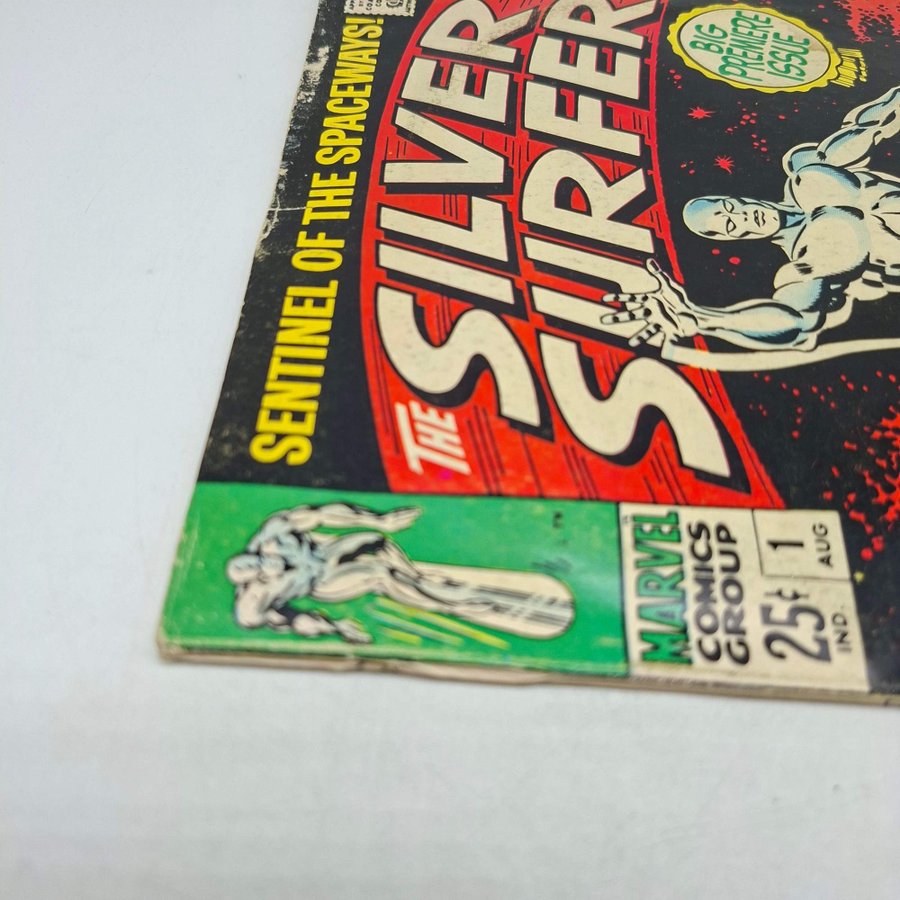 SENTINEL OF THE SPACEWAYS!
THE
SILVER
SURFER
BIG
PREMIERE
ISSUE
MARVEL
COMICS
GROUP
25¢
1
AUG
IND.